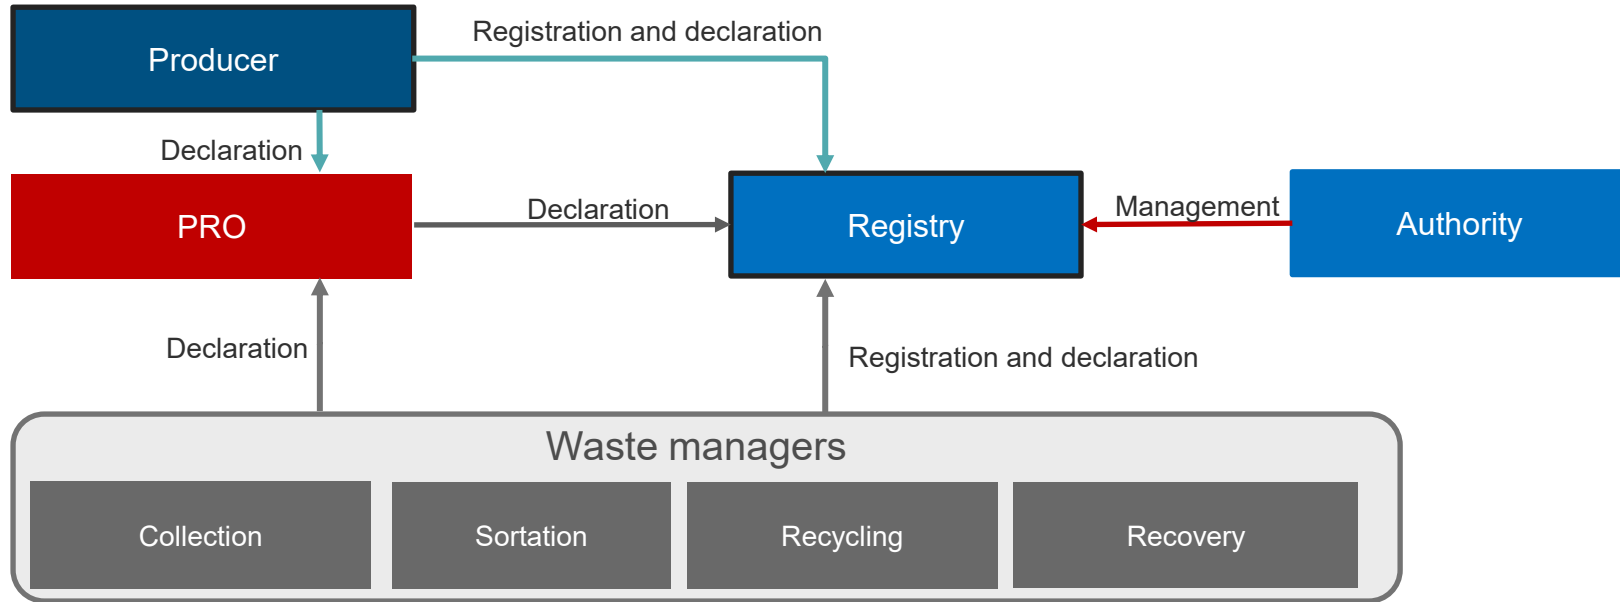 Registration and declaration
Producer
Declaration
PRO
Declaration
Registry
Management
Authority
Declaration
Registration and declaration
Waste managers
Collection
Sortation
Recycling
Recovery